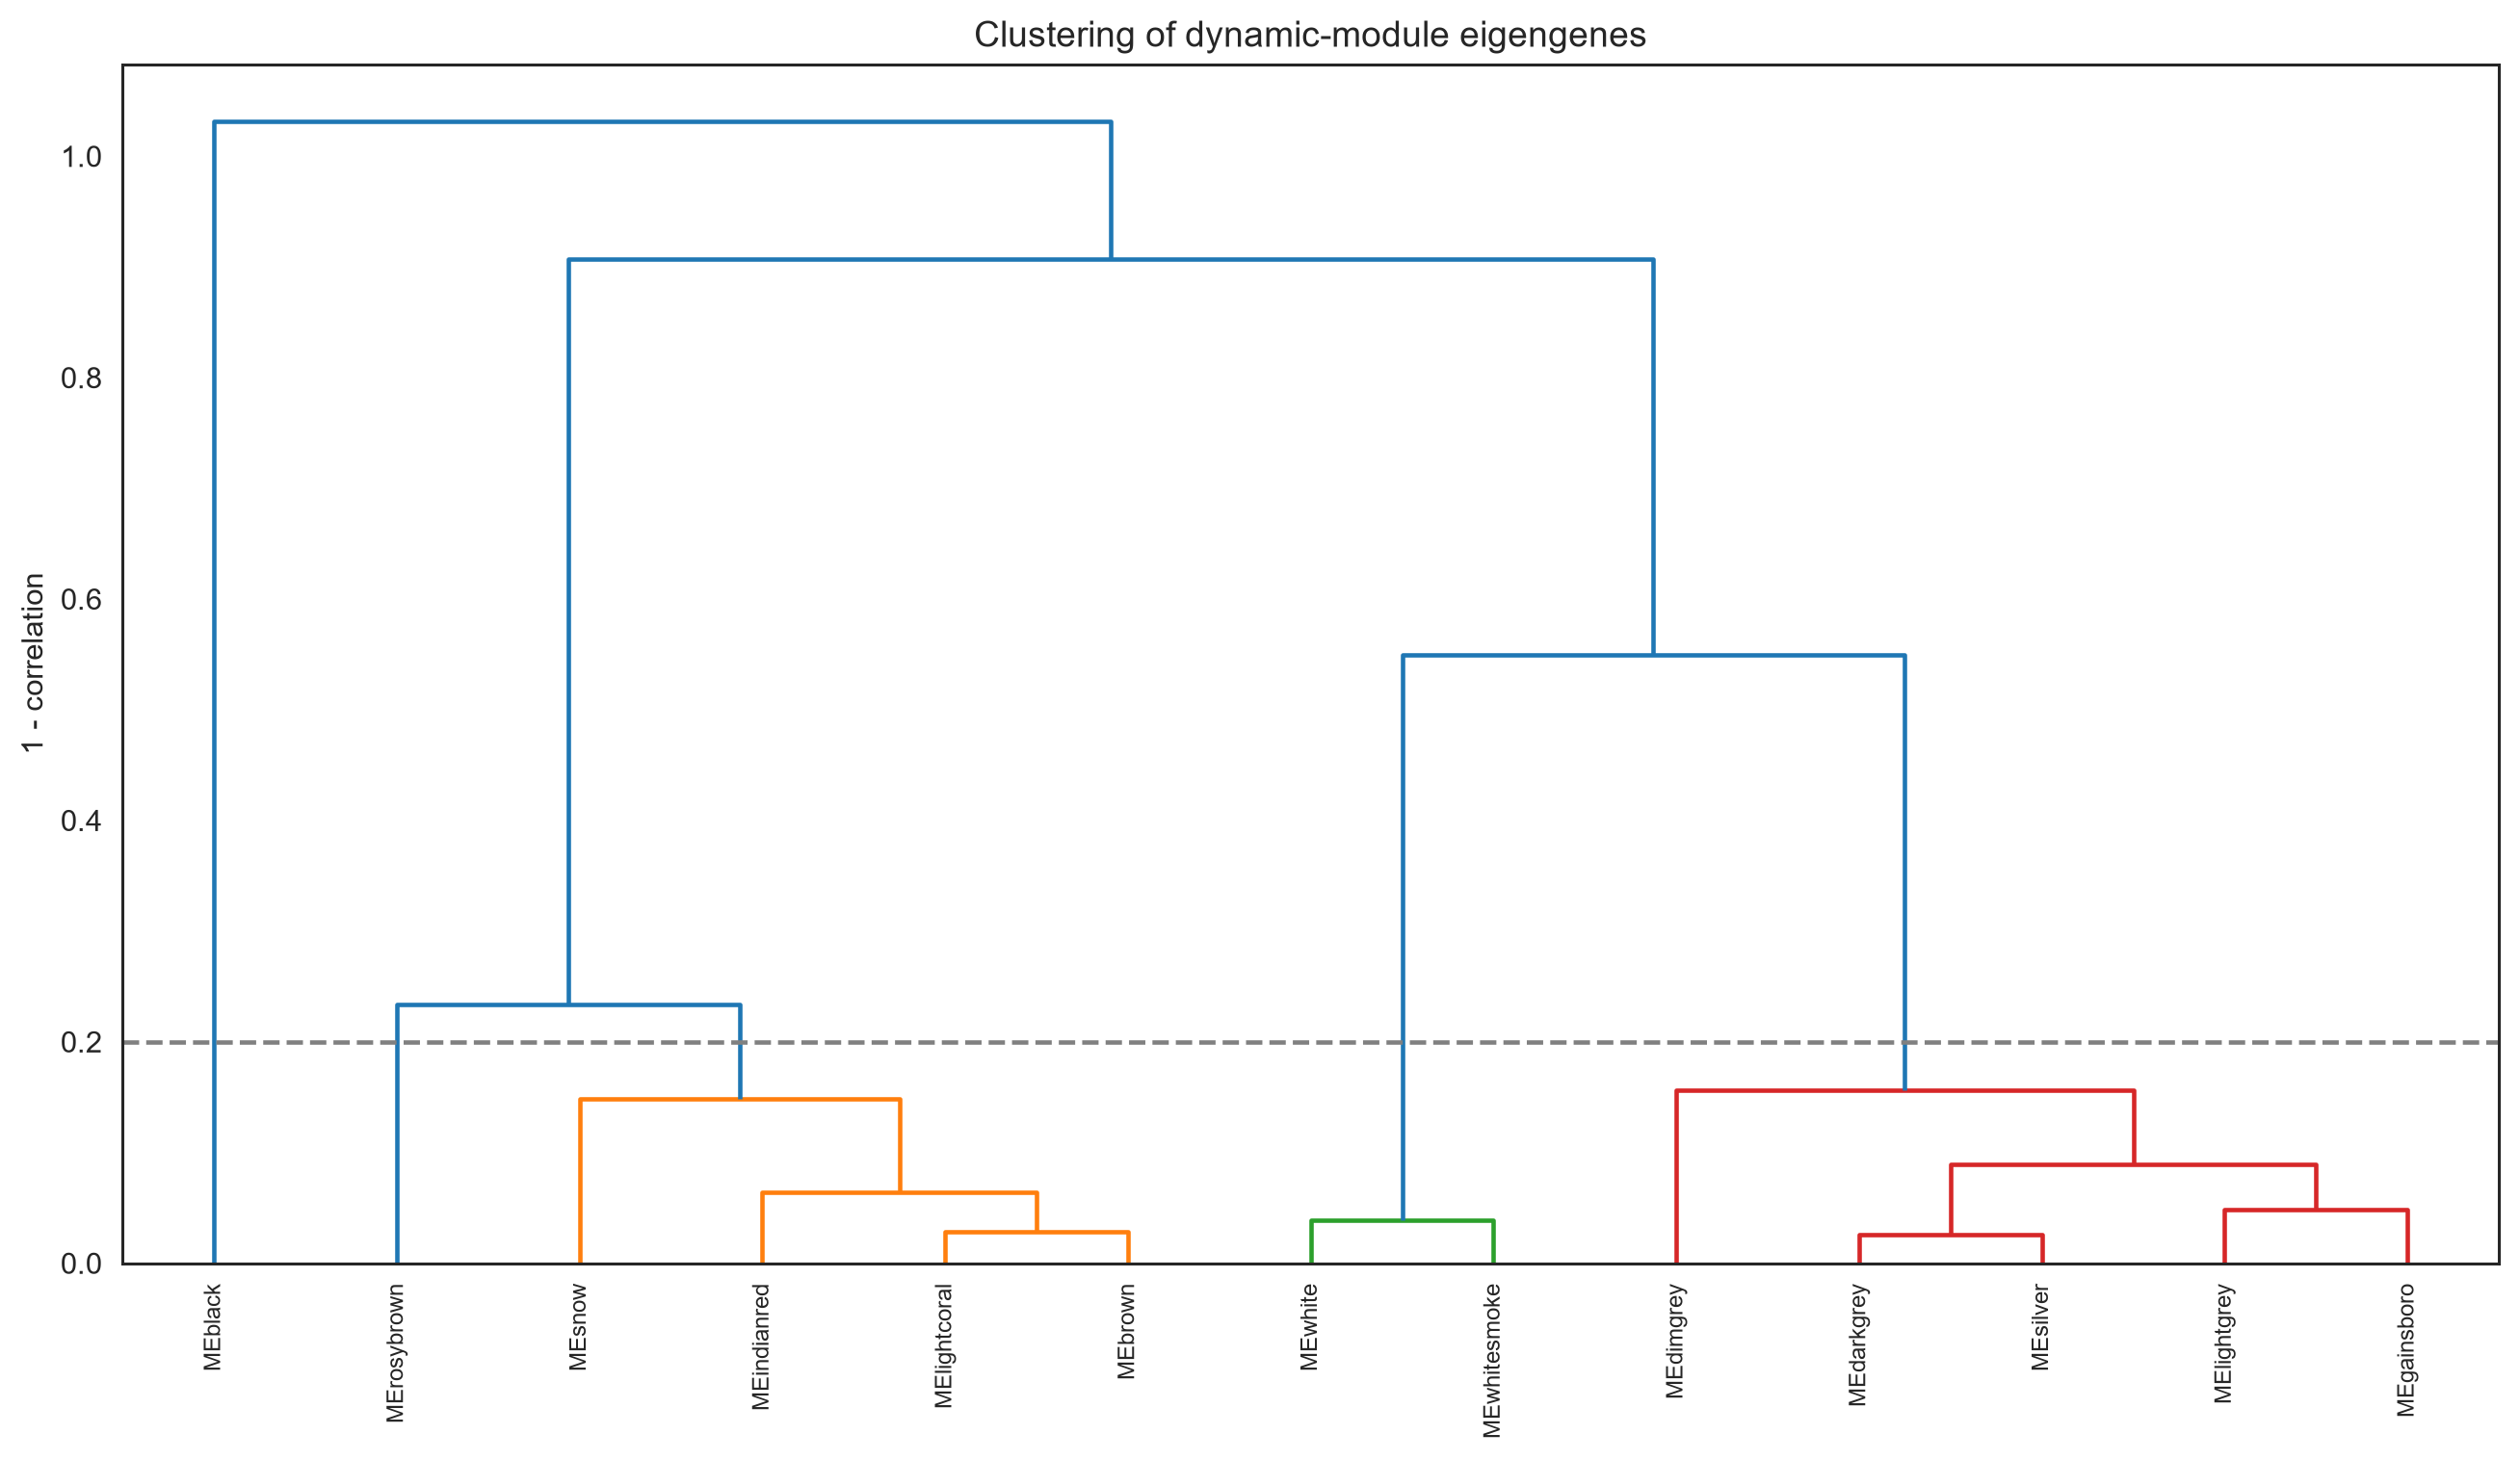 Clustering of dynamic-module eigengenes
1 - correlation
1.0
0.8
0.6
0.4
0.2
0.0
MEblack
MErosybrown
MEsnow
MEindianred
MElightcoral
MEbrown
MEwhite
MEwhitesmoke
MEdimgrey
MEdarkgrey
MEsilver
MElightgrey
MEgainsboro